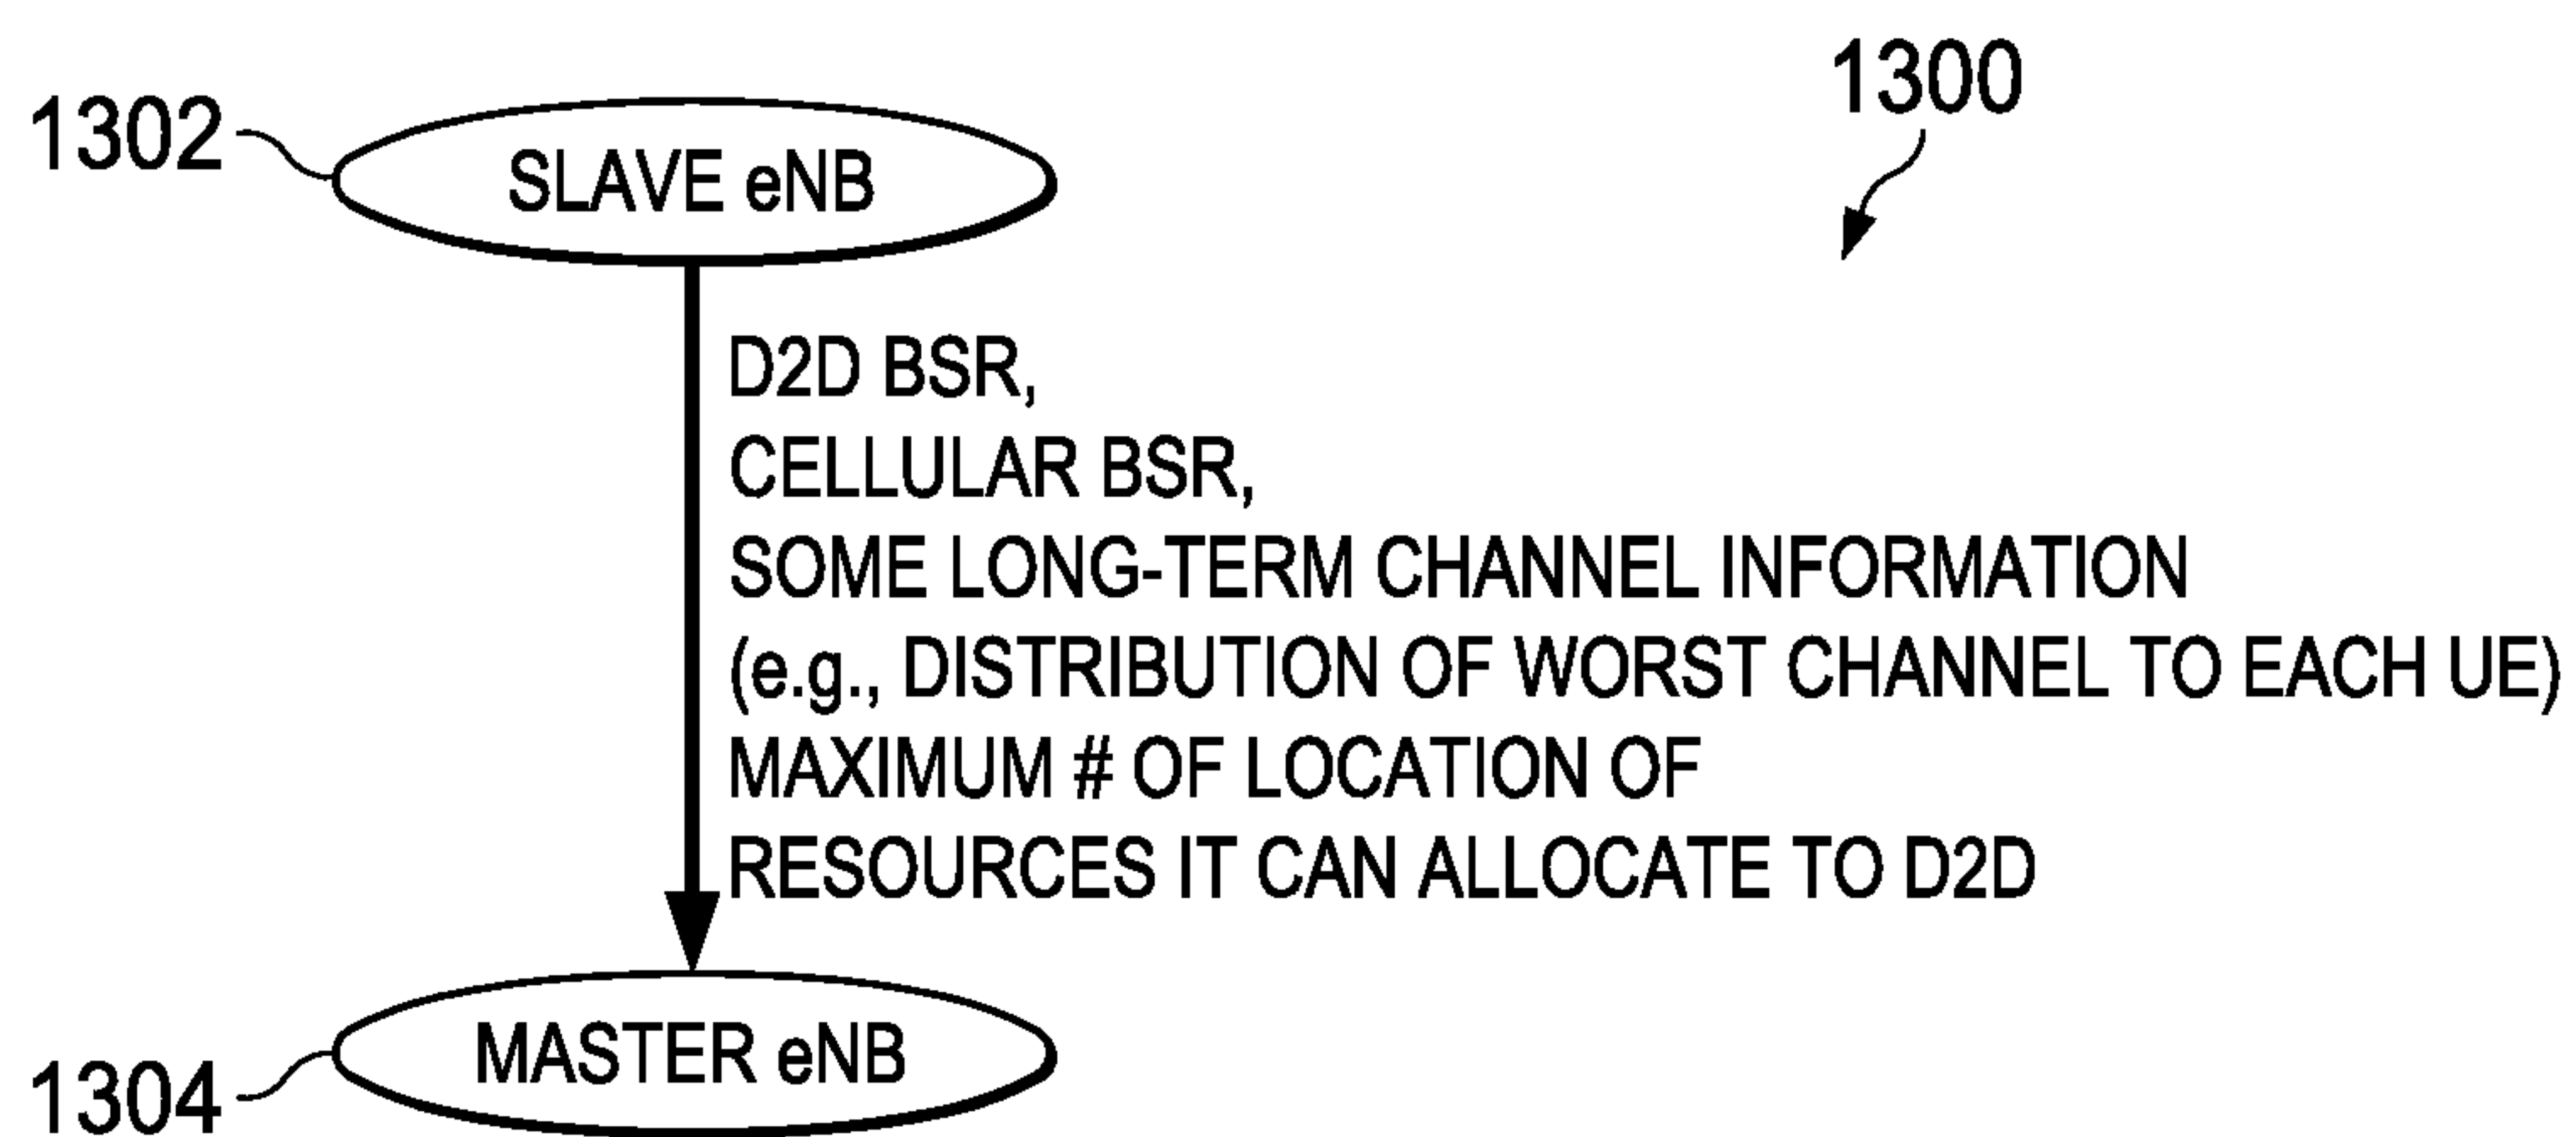 1300
1302
SLAVE eNB
D2D BSR,
CELLULAR BSR,
SOME LONG-TERM CHANNEL INFORMATION
(e.g., DISTRIBUTION OF WORST CHANNEL TO EACH UE)
MAXIMUM # OF LOCATION OF
RESOURCES IT CAN ALLOCATE TO D2D
MASTER eNB
1304